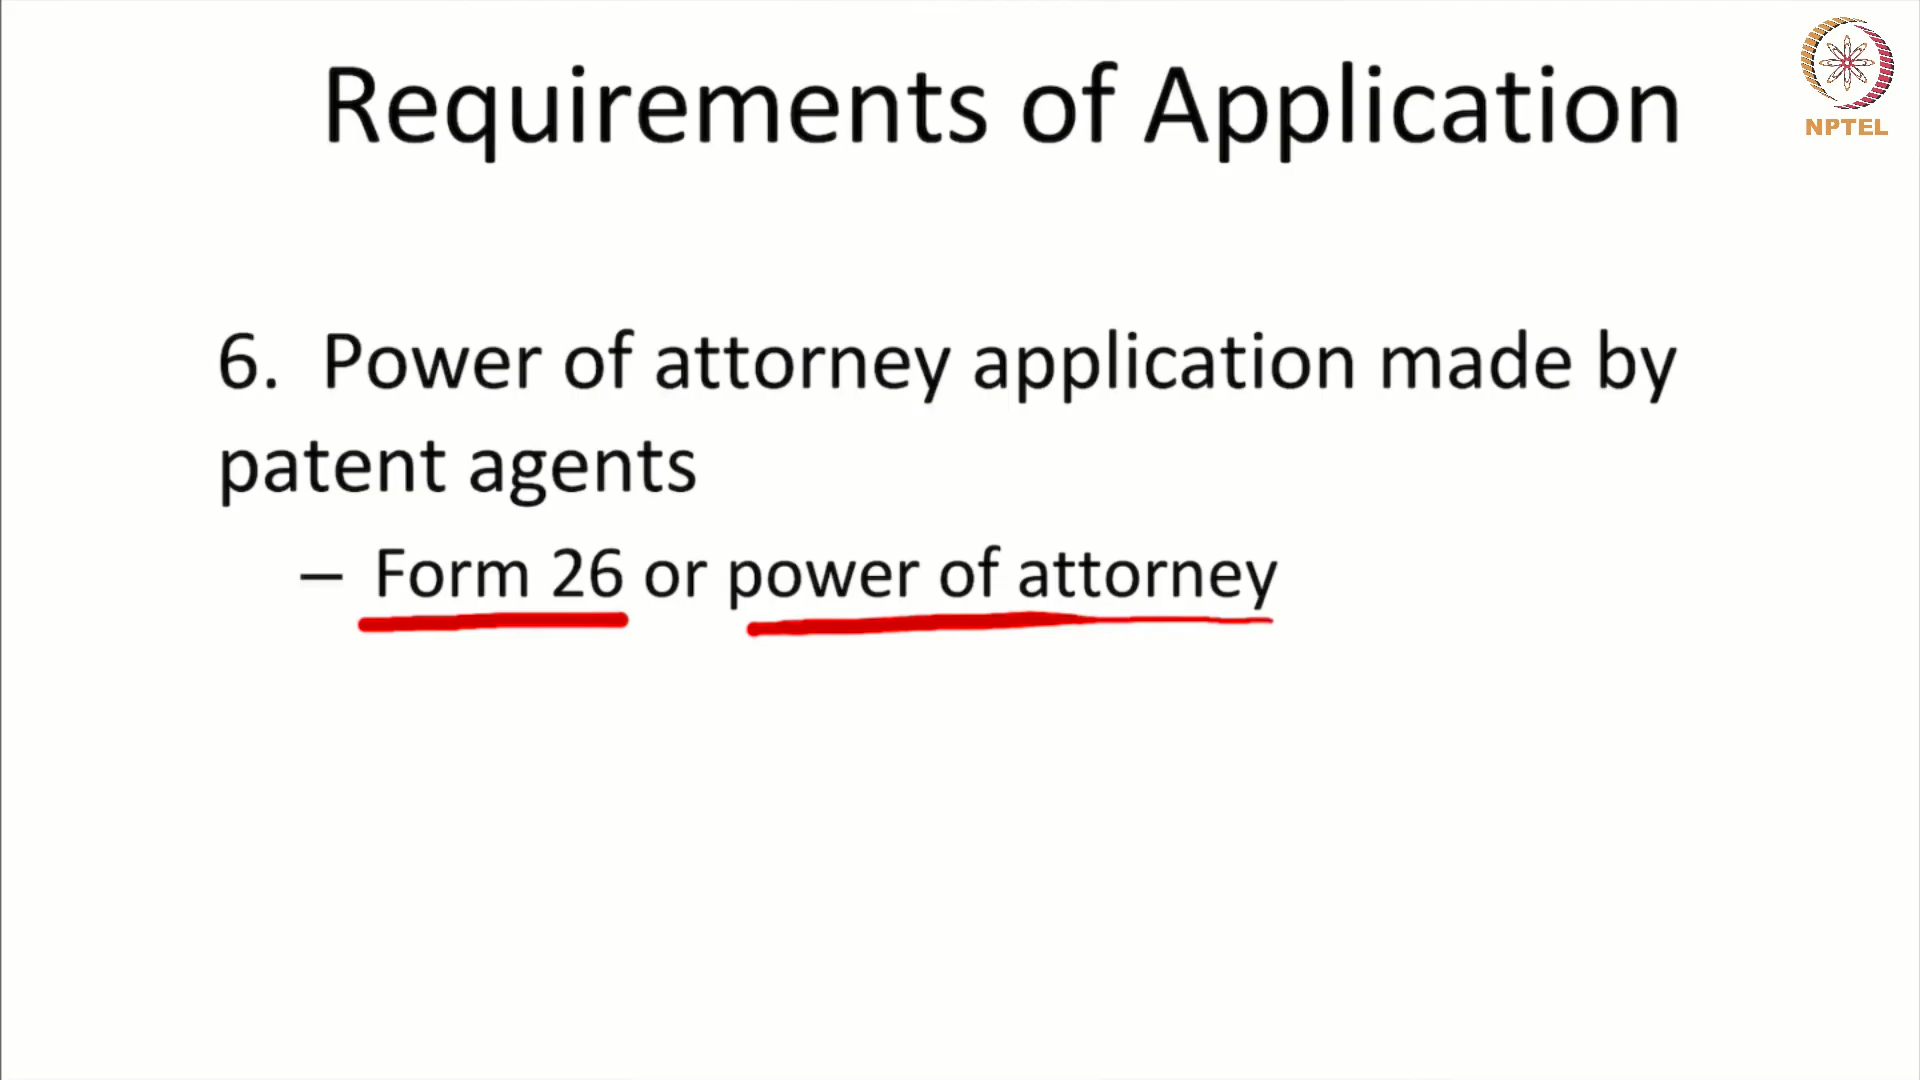 Requirements of Application
NPTEL
6. Power of attorney application made by
patent agents
– Form 26 or power of attorney